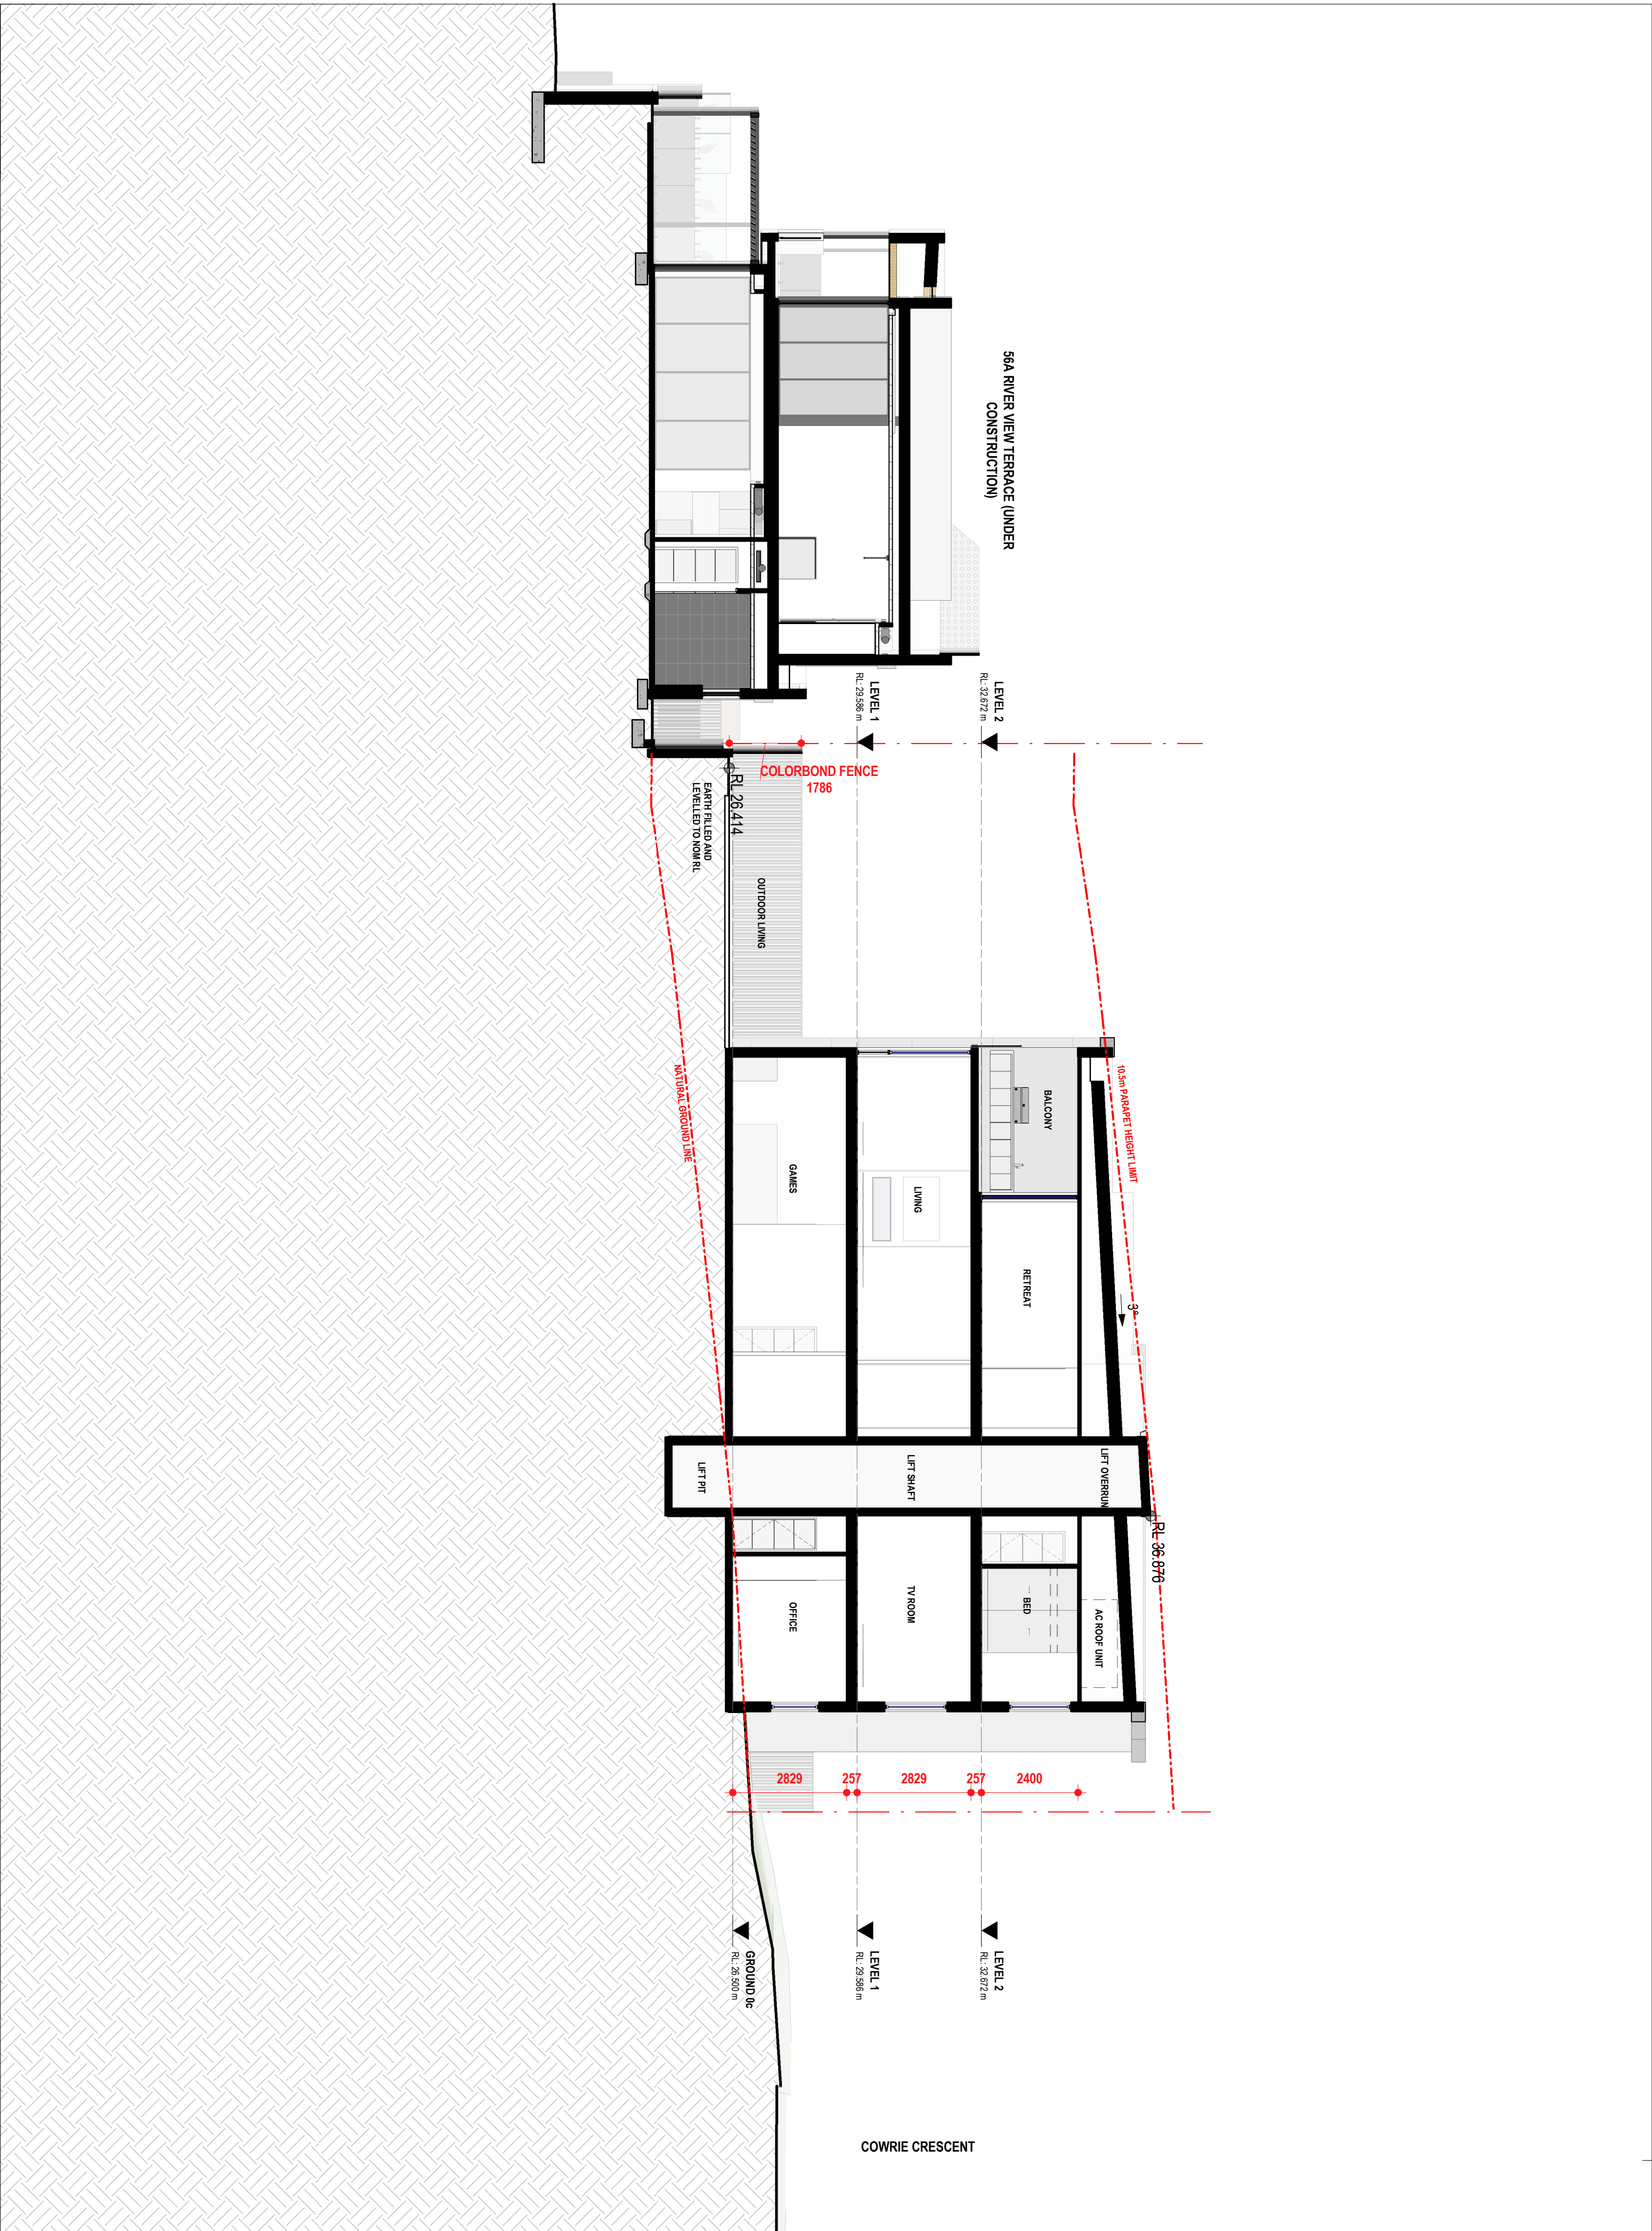 56A RIVER VIEW TERRACE (UNDER
CONSTRUCTION)
LEVEL 2
RL: 32.672 m
LEVEL 1
RL: 29.586 m
COLORBOND FENCE
1786
RL 26.414
EARTH FILLED AND
LEVELLED TO NOM RL
OUTDOOR LIVING
NATURAL GROUND LINE
10.5m PARAPET HEIGHT LIMIT
BALCONY
GAMES
LIVING
RETREAT
3°
LIFT PIT
LIFT SHAFT
LIFT OVERRUN
RL 36.876
OFFICE
TV ROOM
BED
AC ROOF UNIT
2829
257
2829
257
2400
LEVEL 2
RL: 32.672 m
LEVEL 1
RL: 29.586 m
GROUND 0c
RL: 26.500 m
COWRIE CRESCENT